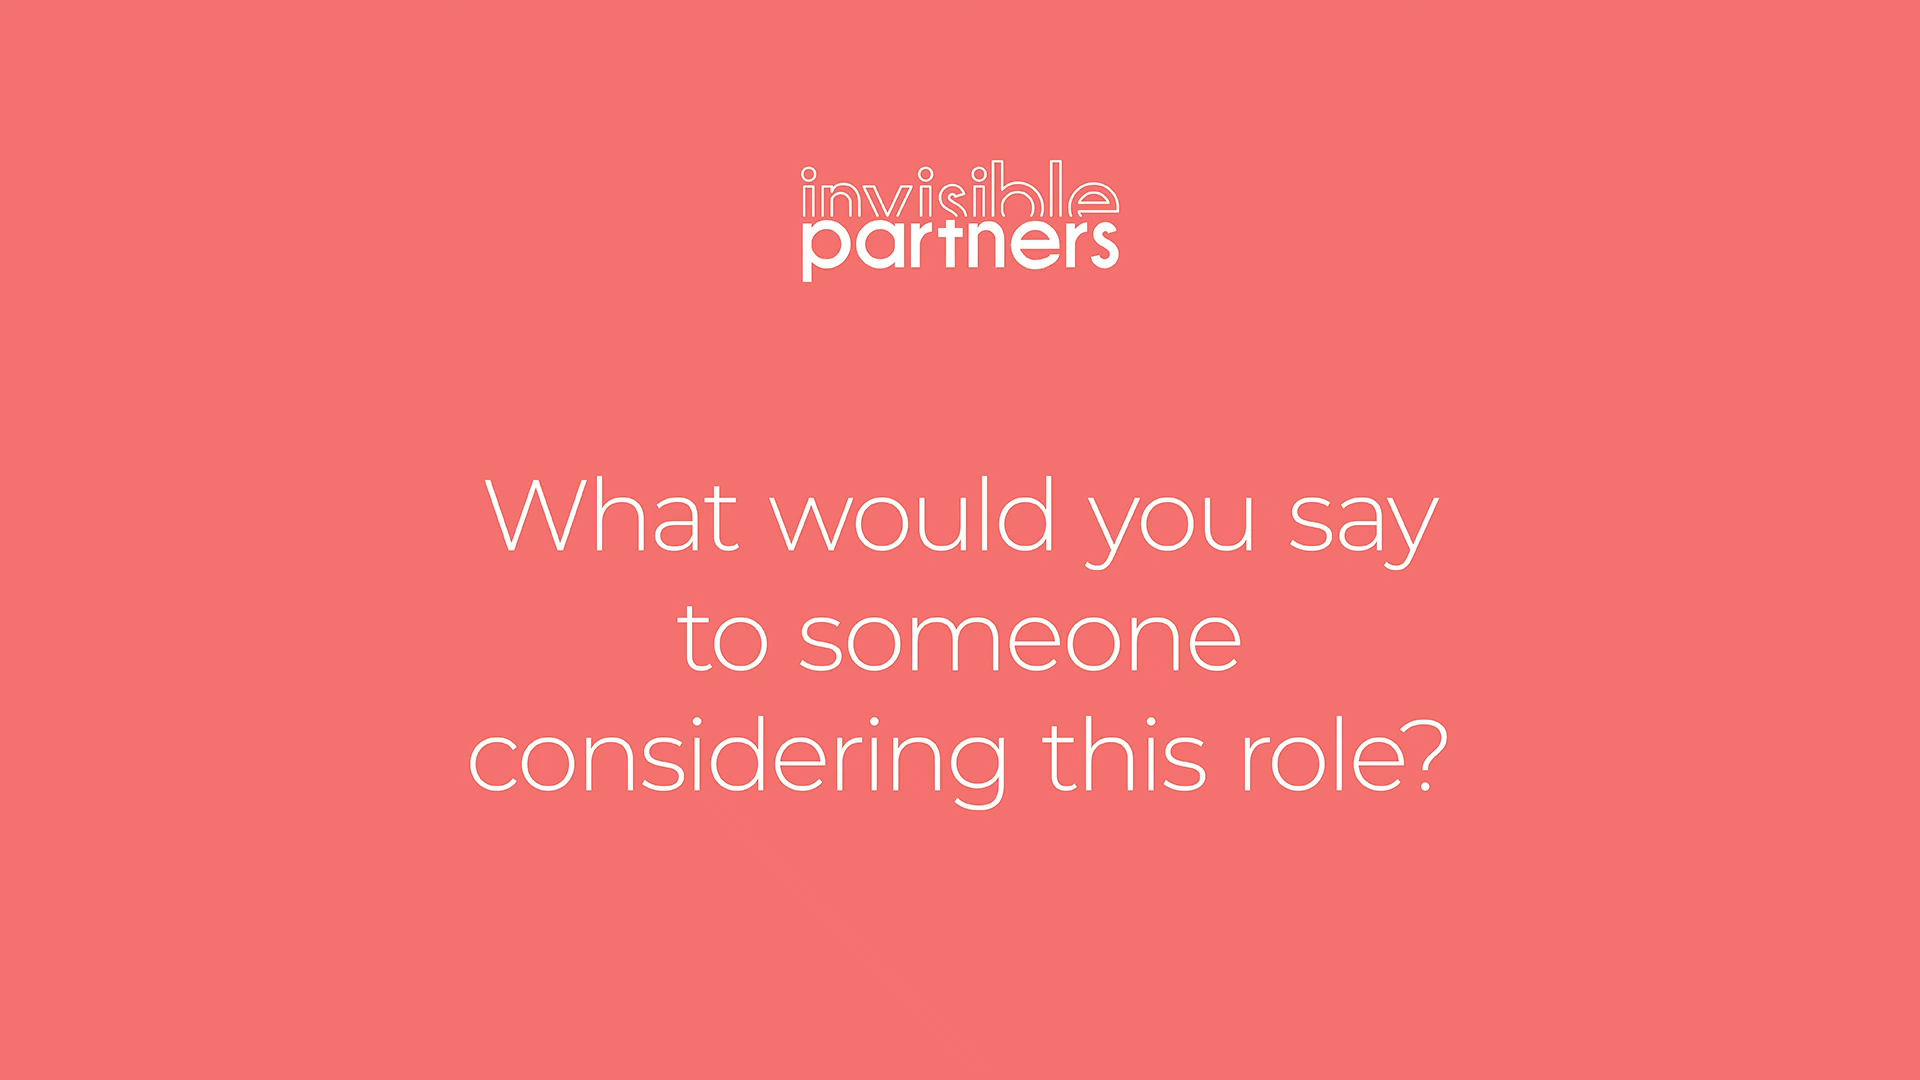 invisible
partners
What would you say
to someone
considering this role?